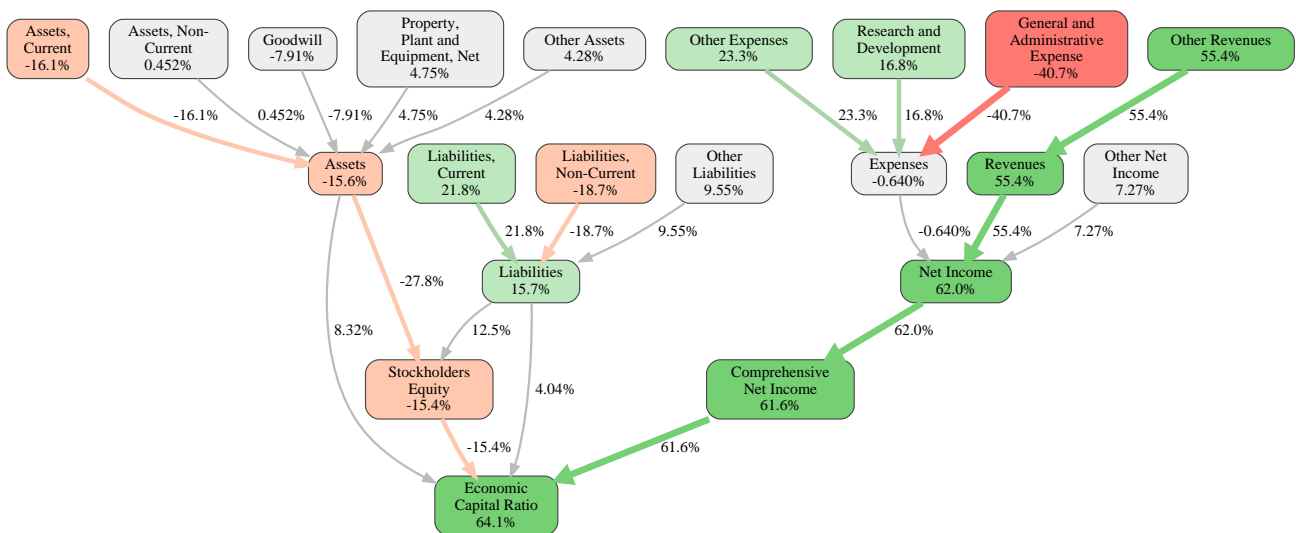 Assets,
Current
-16.1%
Assets, Non-
Current
0.452%
Goodwill
-7.91%
Property,
Plant and
Equipment, Net
4.75%
Other Assets
4.28%
Other Expenses
23.3%
Research and
Development
16.8%
General and
Administrative
Expense
-40.7%
Other Revenues
55.4%
-16.1%
0.452%
-7.91%
4.75%
4.28%
23.3%
16.8%
-40.7%
55.4%
Assets
-15.6%
Liabilities,
Current
21.8%
Liabilities,
Non-Current
-18.7%
Other
Liabilities
9.55%
Expenses
-0.640%
Revenues
55.4%
Other Net
Income
7.27%
21.8%
-18.7%
9.55%
-0.640%
55.4%
7.27%
-27.8%
Liabilities
15.7%
Net Income
62.0%
8.32%
12.5%
62.0%
Stockholders
Equity
-15.4%
4.04%
Comprehensive
Net Income
61.6%
-15.4%
61.6%
Economic
Capital Ratio
64.1%